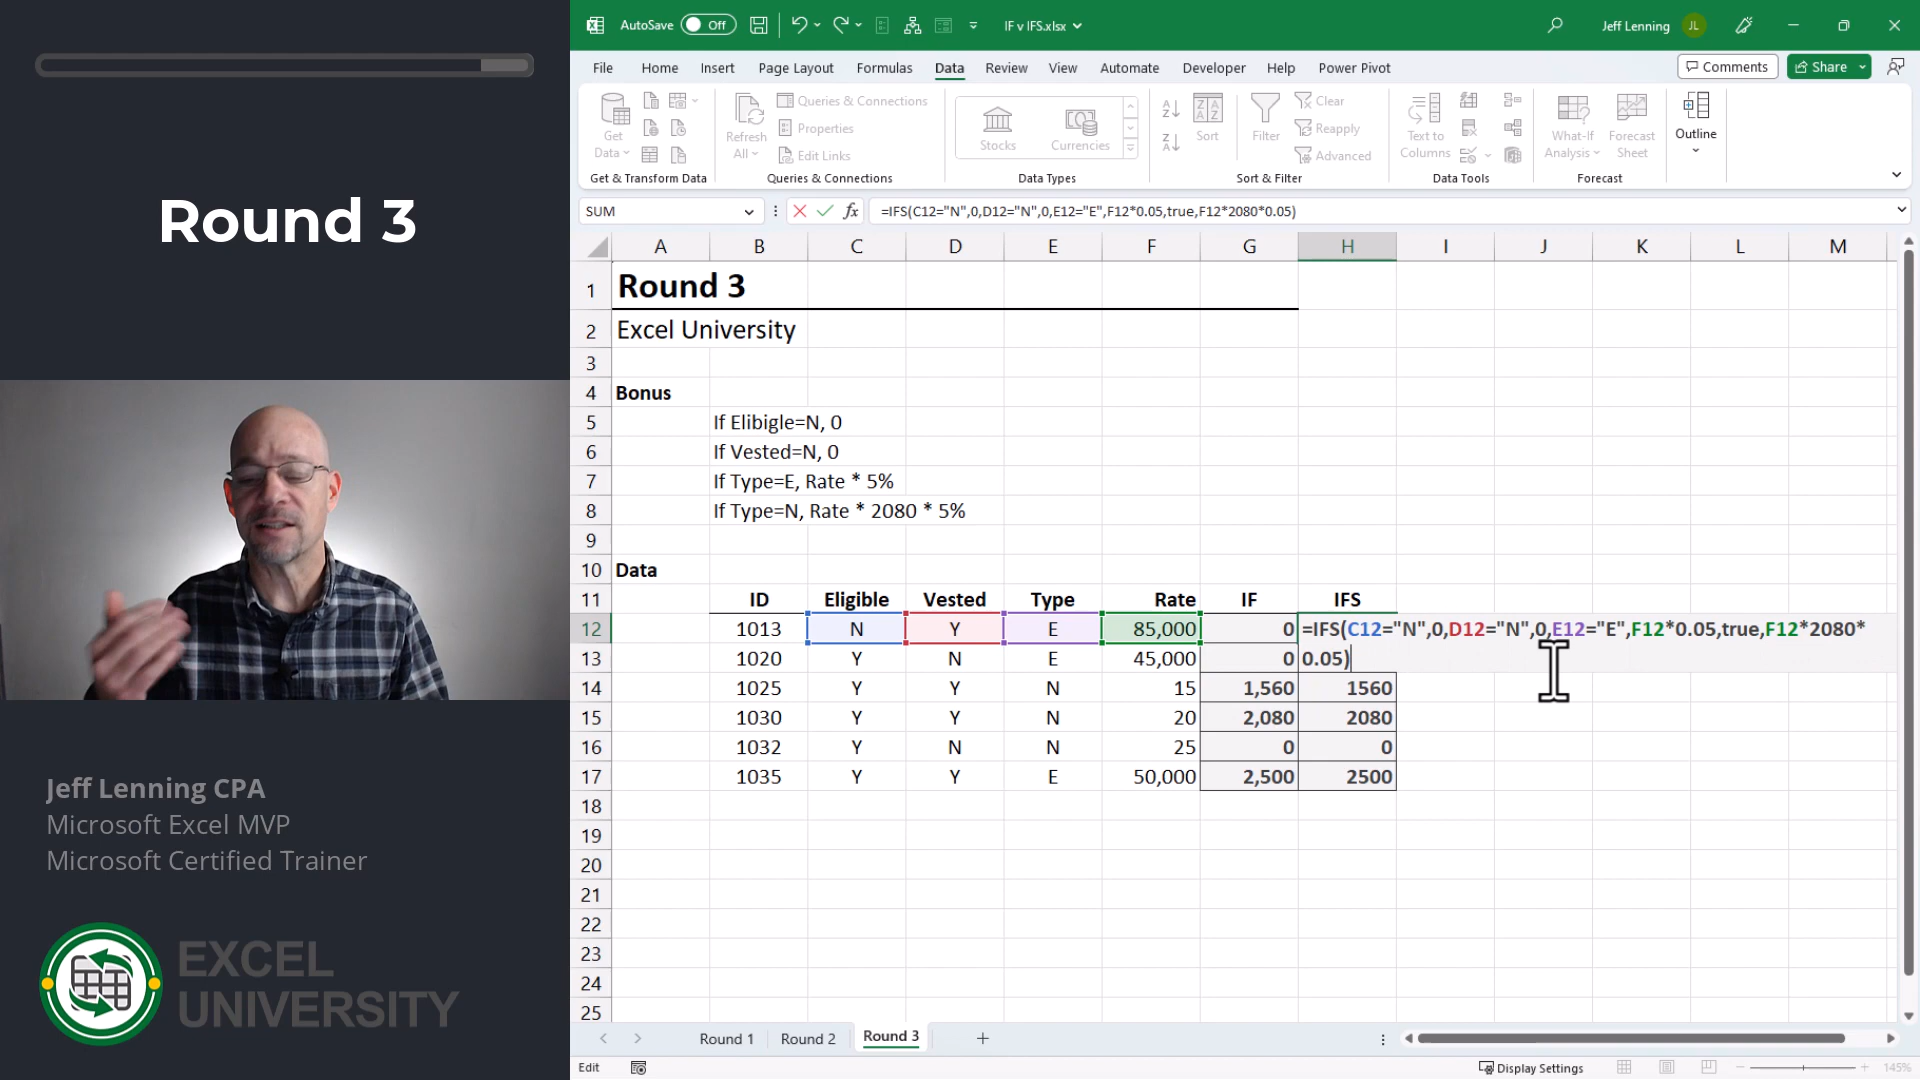 Round 3
Jeff Lenning CPA
Microsoft Excel MVP
Microsoft Certified Trainer
EXCEL
UNIVERSITY
AutoSave Off
IF v IFS.xlsx
Jeff Lenning JL
File Home Insert Page Layout Formulas Data Review View Automate Developer Help Power Pivot
Comments Share
Get
Data
Get & Transform Data
Refresh
All
Queries & Connections
Properties
Edit Links
Queries & Connections
Stocks
Currencies
Data Types
Sort
Filter
Clear
Reapply
Advanced
Sort & Filter
Text to
Columns
Data Tools
What-If
Analysis
Forecast
Sheet
Forecast
Outline
SUM
fx
=IFS(C12="N",0,D12="N",0,E12="E",F12*0.05,true,F12*2080*0.05)
A B C D E F G H I J K L M
1 Round 3
2 Excel University
3
4 Bonus
5 If Elibigle=N, 0
6 If Vested=N, 0
7 If Type=E, Rate * 5%
8 If Type=N, Rate * 2080 * 5%
9
10 Data
11 ID Eligible Vested Type Rate IF IFS
12 1013 N Y E 85,000 0 =IFS(C12="N",0,D12="N",0,E12="E",F12*0.05,true,F12*2080*
13 1020 Y N E 45,000 0 0.05)
14 1025 Y Y N 15 1,560 1560
15 1030 Y Y N 20 2,080 2080
16 1032 Y N N 25 0 0
17 1035 Y Y E 50,000 2,500 2500
18
19
20
21
22
23
24
25
Round 1 Round 2 Round 3
Edit
Display Settings
145%